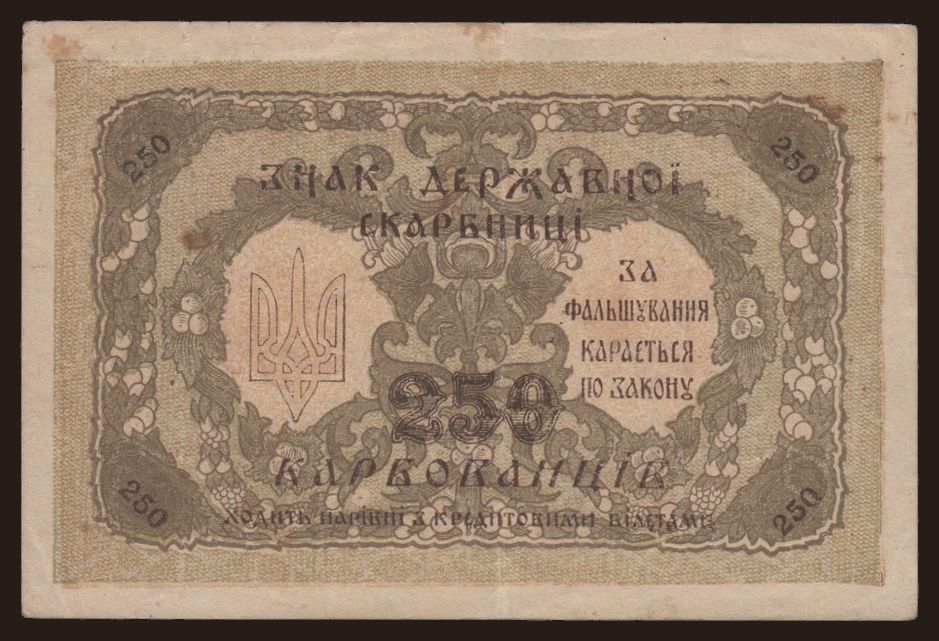 250
250
ЗНАК ДЕРЖАВНОЇ
СКАРБНИЦІ
ЗА
ФАЛЬШУВАННЯ
КАРАЄТЬСЯ
ПО ЗАКОНУ
250
КАРБОВАНЦІВ
ХОДИТЬ НАРІВНІ З КРЕДИТОВИМИ БІЛЕТАМИ
250
250